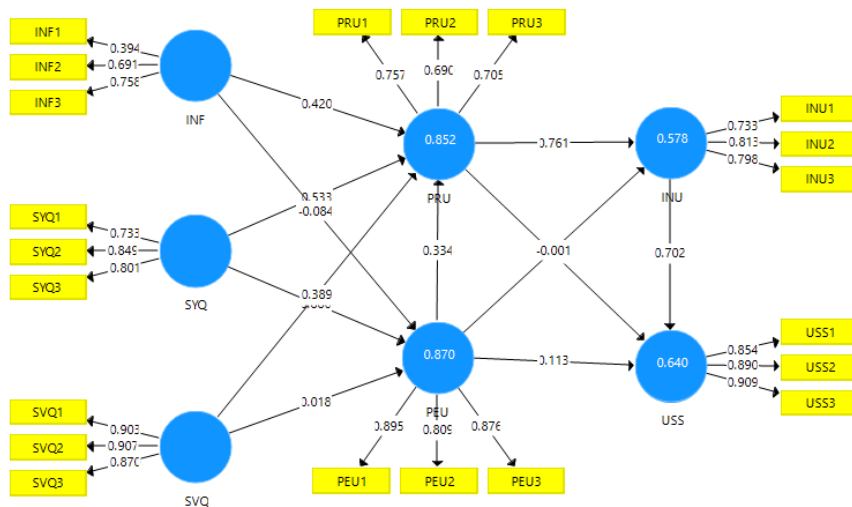 PRU1
PRU2
PRU3
INF1
INF2
INF3
0.394
0.691
0.758
INF
0.757
0.690
0.705
0.420
0.852
PRU
0.761
0.578
INU
0.733
0.813
0.798
INU1
INU2
INU3
0.533
-0.084
SYQ1
SYQ2
SYQ3
0.733
0.849
0.801
SYQ
0.334
-0.001
0.702
0.389
0.018
0.870
PEU
0.113
0.640
USS
0.854
0.890
0.909
USS1
USS2
USS3
SVQ1
SVQ2
SVQ3
0.903
0.907
0.870
SVQ
0.895
0.809
0.876
PEU1
PEU2
PEU3